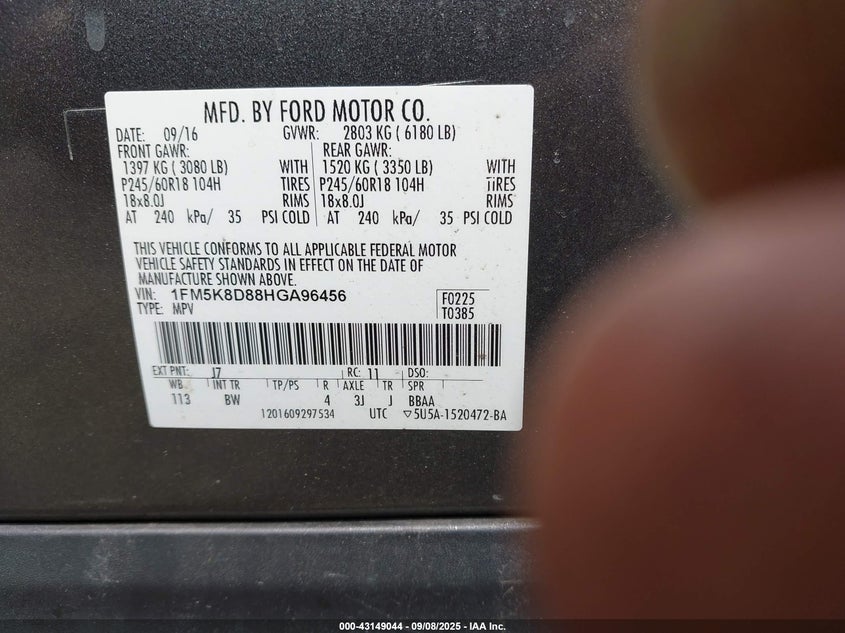 MFD. BY FORD MOTOR CO.
DATE: 09/16 GVWR: 2803 KG ( 6180 LB)
FRONT GAWR: REAR GAWR:
1397 KG ( 3080 LB) WITH 1520 KG ( 3350 LB) WITH
P245/60R18 104H TIRES P245/60R18 104H TIRES
18x8.0J RIMS 18x8.0J RIMS
AT 240 kPa/ 35 PSI COLD AT 240 kPa/ 35 PSI COLD
THIS VEHICLE CONFORMS TO ALL APPLICABLE FEDERAL MOTOR
VEHICLE SAFETY STANDARDS IN EFFECT ON THE DATE OF
MANUFACTURE SHOWN ABOVE.
VIN: 1FM5K8D88HGA96456 F0225
TYPE: MPV T0385
EXT PNT: J7 RC: 11 DSO:
WB INT TR TP/PS R AXLE TR SPR
113 BW 4 3J J BBAA
1201609297534 UTC ▽5U5A-1520472-BA
000-43149044 - 09/08/2025 - IAA Inc.